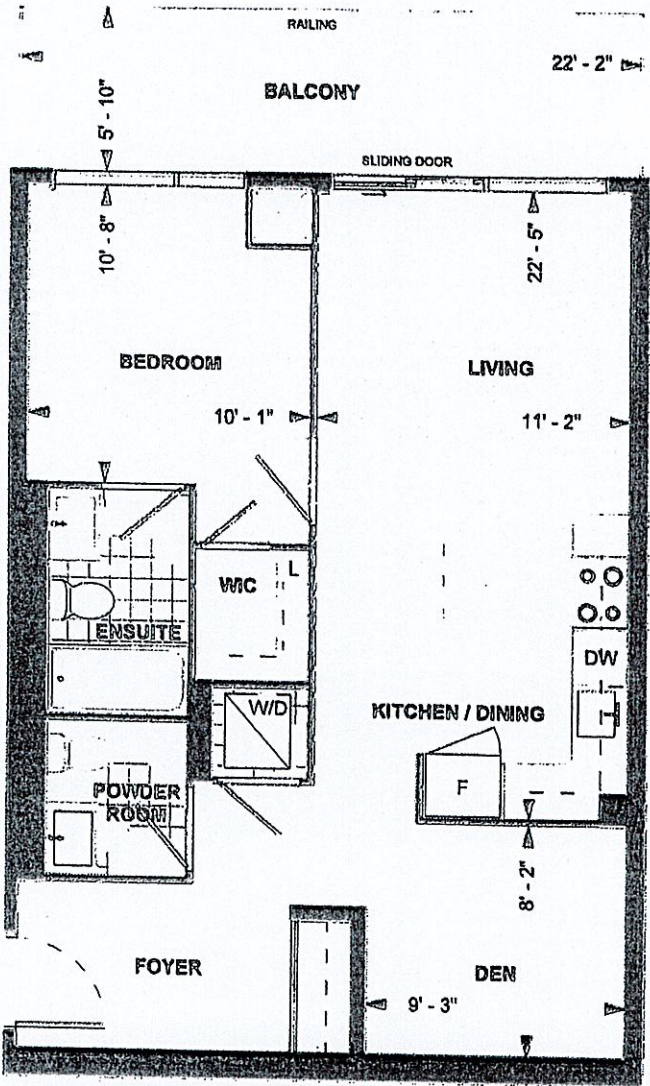 RAILING
22' - 2"
BALCONY
5' - 10"
SLIDING DOOR
10' - 8"
22' - 5"
BEDROOM
LIVING
10' - 1"
11' - 2"
WIC
L
ENSUITE
DW
W/D
KITCHEN / DINING
F
POWDER
ROOM
8' - 2"
FOYER
DEN
9' - 3"